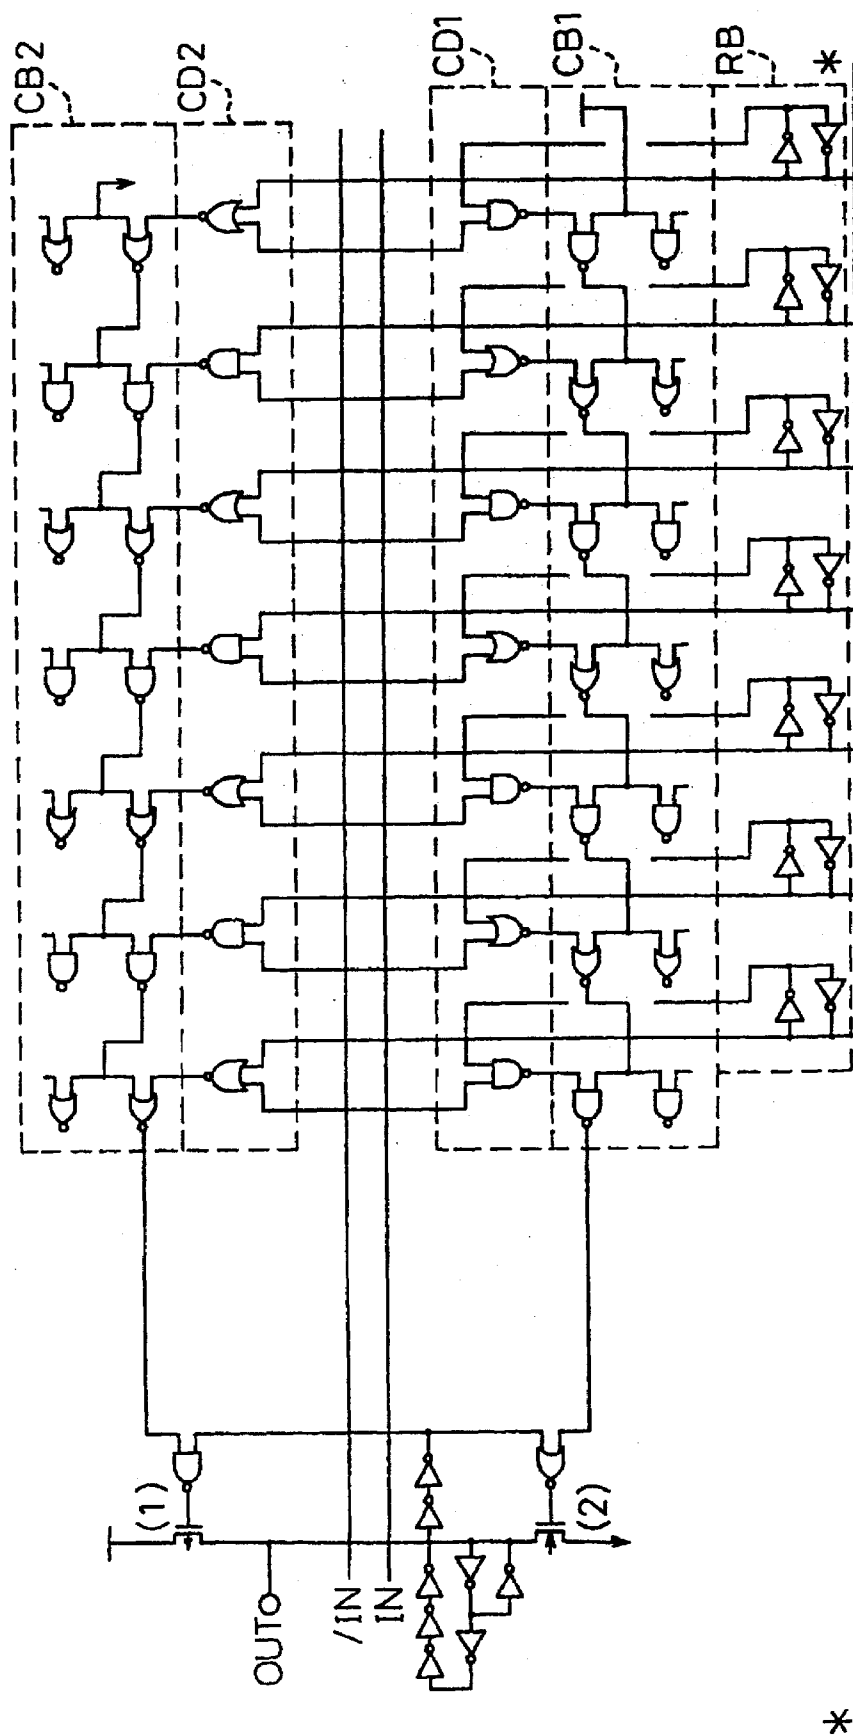 CB2
CD2
CD1
CB1
RB
*
(1)
(2)
OUT
/IN
IN
*